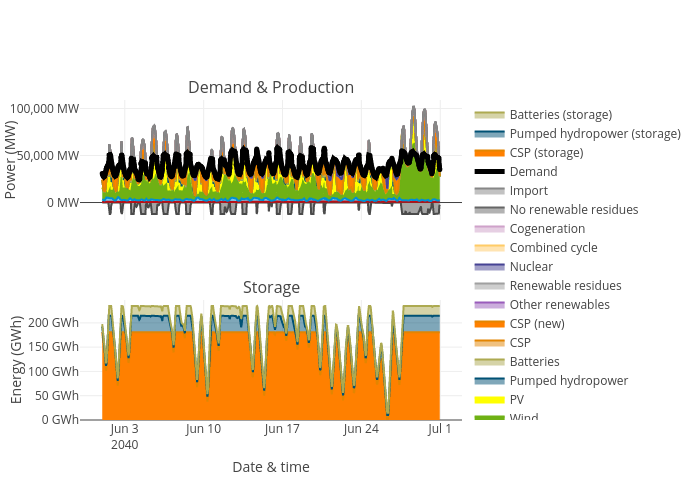 Demand & Production
100,000 MW
50,000 MW
0 MW
Power (MW)
Storage
200 GWh
150 GWh
100 GWh
50 GWh
0 GWh
Energy (GWh)
Jun 3
2040
Jun 10
Jun 17
Jun 24
Jul 1
Date & time
Batteries (storage)
Pumped hydropower (storage)
CSP (storage)
Demand
Import
No renewable residues
Cogeneration
Combined cycle
Nuclear
Renewable residues
Other renewables
CSP (new)
CSP
Batteries
Pumped hydropower
PV
Wind